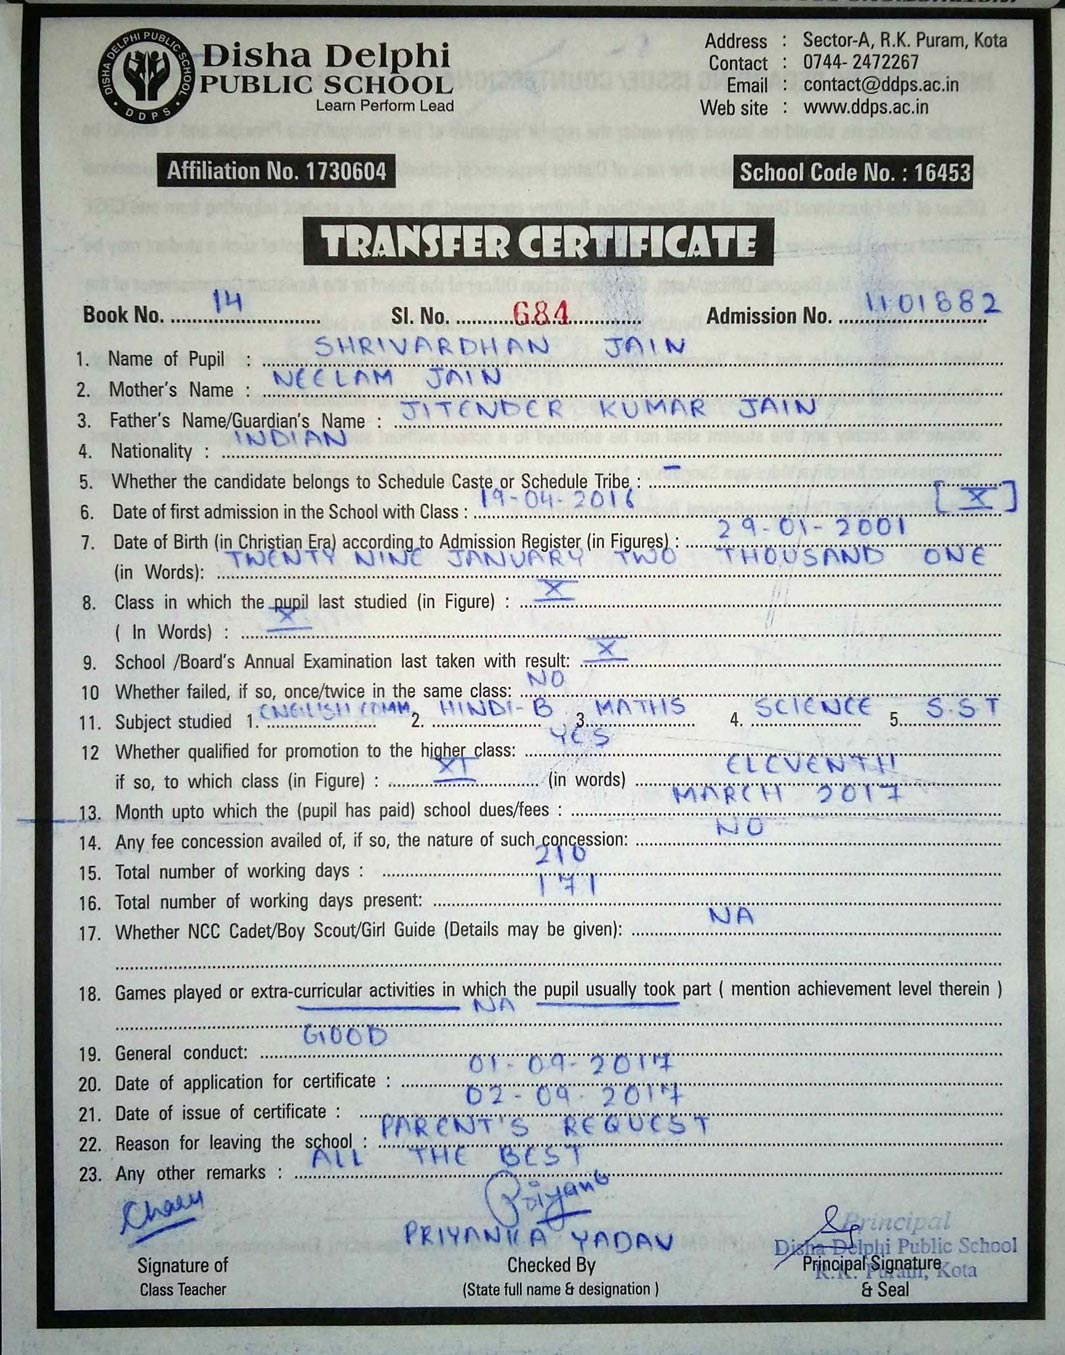 DISHA DELPHI PUBLIC SCHOOL
DDPS
Disha Delphi
PUBLIC SCHOOL
Learn Perform Lead
Address : Sector-A, R.K. Puram, Kota
Contact : 0744- 2472267
Email : contact@ddps.ac.in
Web site : www.ddps.ac.in
Affiliation No. 1730604
School Code No. : 16453
TRANSFER CERTIFICATE
Book No. 14 Sl. No. 684 Admission No. 1101882
1. Name of Pupil : SHRIVARDHAN JAIN
2. Mother's Name : NEELAM JAIN
3. Father's Name/Guardian's Name : JITENDER KUMAR JAIN
4. Nationality : INDIAN
5. Whether the candidate belongs to Schedule Caste or Schedule Tribe : –
6. Date of first admission in the School with Class : 19-04-2016 [X]
7. Date of Birth (in Christian Era) according to Admission Register (in Figures) : 29-01-2001
(in Words): TWENTY NINE JANUARY TWO THOUSAND ONE
8. Class in which the pupil last studied (in Figure) : X
( In Words) : X
9. School /Board's Annual Examination last taken with result: X
10 Whether failed, if so, once/twice in the same class: NO
11. Subject studied 1. ENGLISH COMM. 2. HINDI-B 3. MATHS 4. SCIENCE 5. S.ST
12 Whether qualified for promotion to the higher class: YES
if so, to which class (in Figure) : XI (in words) ELEVENTH
13. Month upto which the (pupil has paid) school dues/fees : MARCH 2017
14. Any fee concession availed of, if so, the nature of such concession: NO
15. Total number of working days : 210
16. Total number of working days present: 171
17. Whether NCC Cadet/Boy Scout/Girl Guide (Details may be given): NA
18. Games played or extra-curricular activities in which the pupil usually took part ( mention achievement level therein )
NA
19. General conduct: GOOD
20. Date of application for certificate : 01-09-2017
21. Date of issue of certificate : 02-09-2017
22. Reason for leaving the school : PARENT'S REQUEST
23. Any other remarks : ALL THE BEST
Priyanka
PRIYANKA YADAV
Principal
Disha Delphi Public School
R.K. Puram, Kota
Signature of
Class Teacher
Checked By
(State full name & designation )
Principal Signature
& Seal